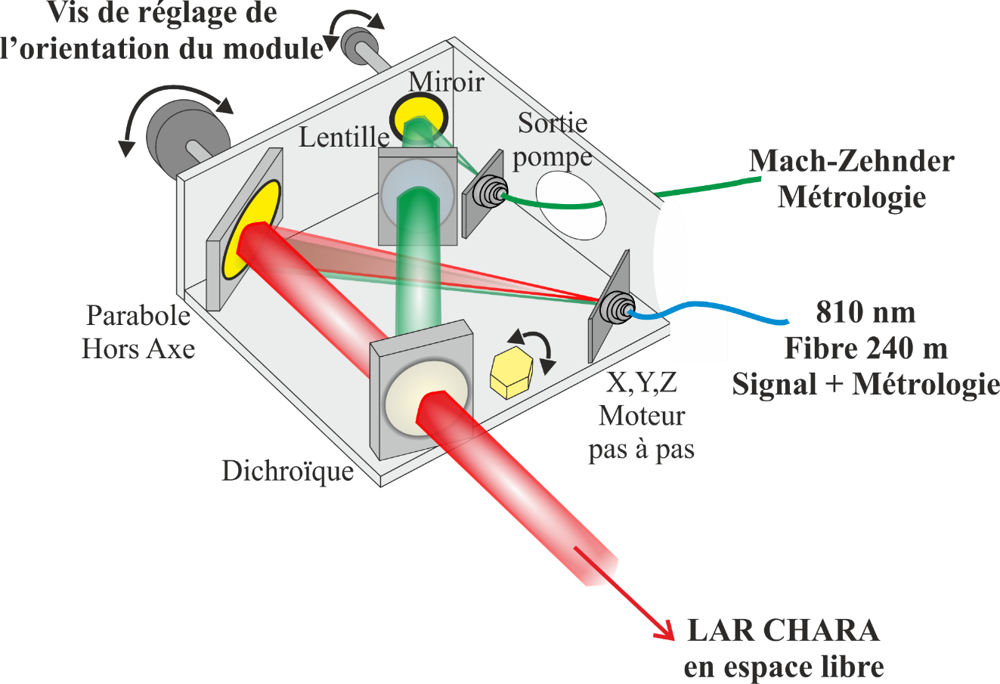 Vis de réglage de
l’orientation du module
Miroir
Lentille
Sortie
pompe
Mach-Zehnder
Métrologie
Parabole
Hors Axe
810 nm
Fibre 240 m
Signal + Métrologie
X,Y,Z
Moteur
pas à pas
Dichroïque
LAR CHARA
en espace libre